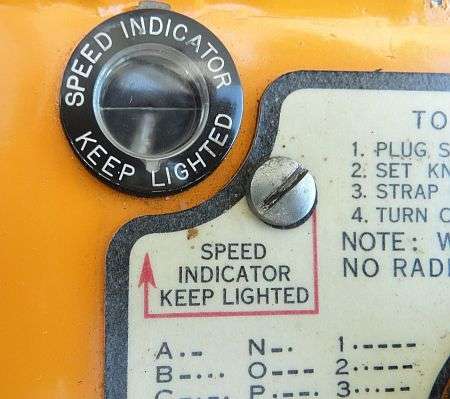 SPEED INDICATOR
KEEP LIGHTED
TO
1. PLUG S
2. SET KN
3. STRAP
4. TURN
NOTE:
NO RADI
SPEED
INDICATOR
KEEP LIGHTED
A.- N-. 1.----
B-... O--- 2..---
P.--. 3...--